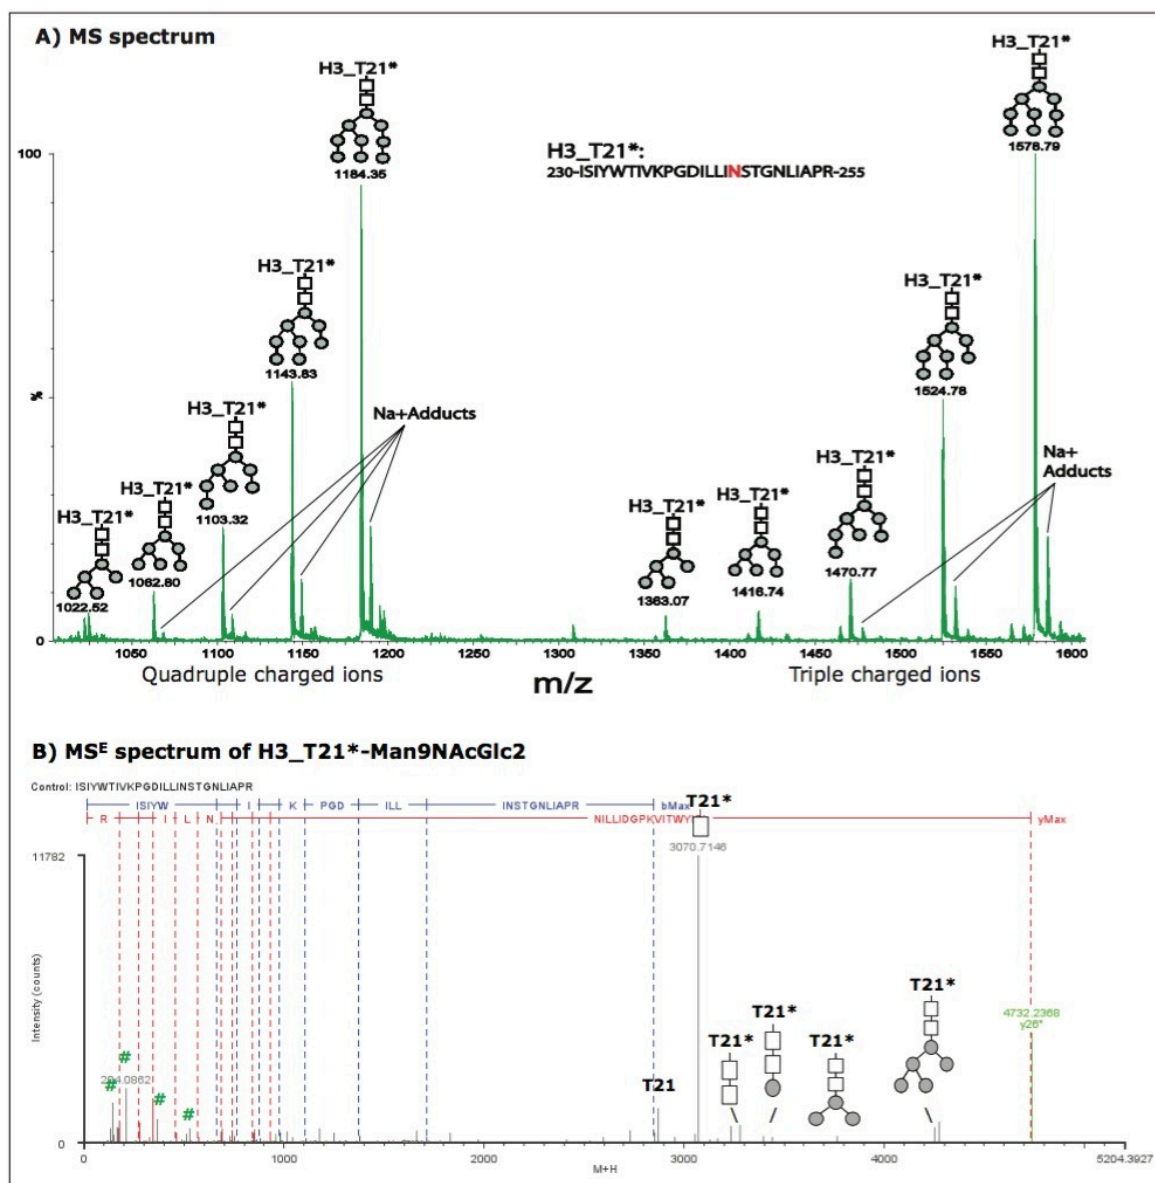 A) MS spectrum
H3_T21*
1184.35
H3_T21*
1578.79
H3_T21*:
230-ISIYWTIVKPGDILLINSTGNLIAPR-255
H3_T21*
1143.83
H3_T21*
1524.78
H3_T21*
1103.32
Na+Adducts
H3_T21*
1470.77
Na+
Adducts
H3_T21*
1062.80
H3_T21*
1022.52
H3_T21*
1363.07
H3_T21*
1416.74
100
%
0
1050 1100 1150 1200 1250 1300 1350 1400 1450 1500 1550 1600
Quadruple charged ions
m/z
Triple charged ions
B) MSᴱ spectrum of H3_T21*-Man9NAcGlc2
Control: ISIYWTIVKPGDILLINSTGNLIAPR
ISIYW I K PGD ILL INSTGNLIAPR bMax
R I L N NILLIDGPKVITWY yMax
T21*
3070.7146
11782
Intensity (counts)
0
# # # #
204.0862
T21
T21*
T21*
T21*
T21*
4732.2368
y26*
0 1000 2000 3000 4000 5204.3927
M+H